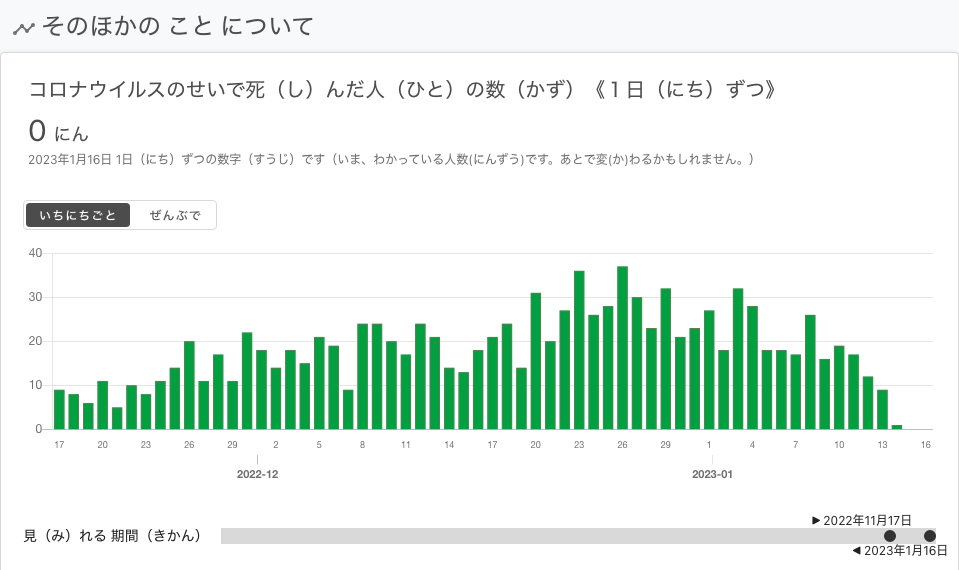 そのほかの こと について
コロナウイルスのせいで死（し）んだ人（ひと）の数（かず）《１日（にち）ずつ》
0 にん
2023年1月16日 1日（にち）ずつの数字（すうじ）です（いま、わかっている人数(にんずう)です。あとで変(か)わるかもしれません。）
いちにちごと ぜんぶで
40
30
20
10
0
17 20 23 26 29 2 5 8 11 14 17 20 23 26 29 1 4 7 10 13 16
2022-12 2023-01
▶ 2022年11月17日
見（み）れる 期間（きかん）
◀ 2023年1月16日